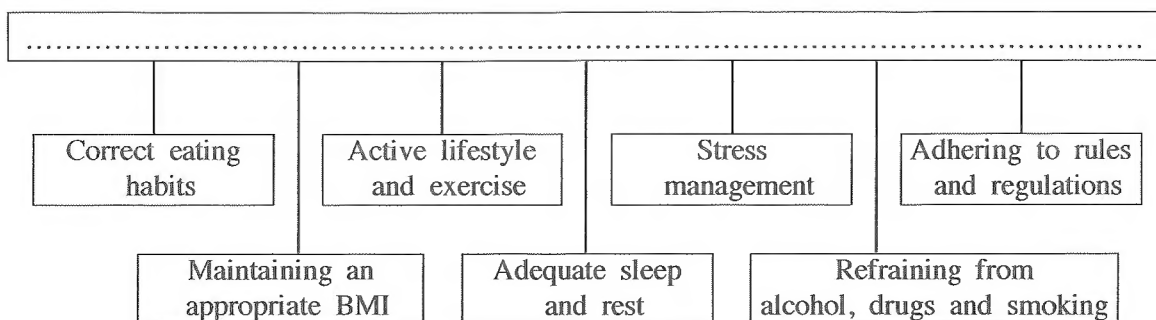 ................................................................................
Correct eating
habits
Active lifestyle
and exercise
Stress
management
Adhering to rules
and regulations
Maintaining an
appropriate BMI
Adequate sleep
and rest
Refraining from
alcohol, drugs and smoking